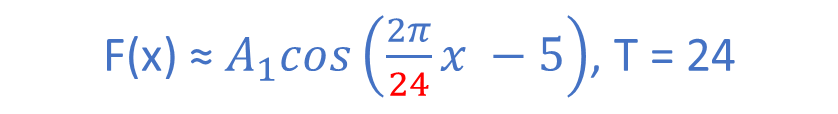 F(x) ≈ A₁cos(2π/24 x − 5), T = 24